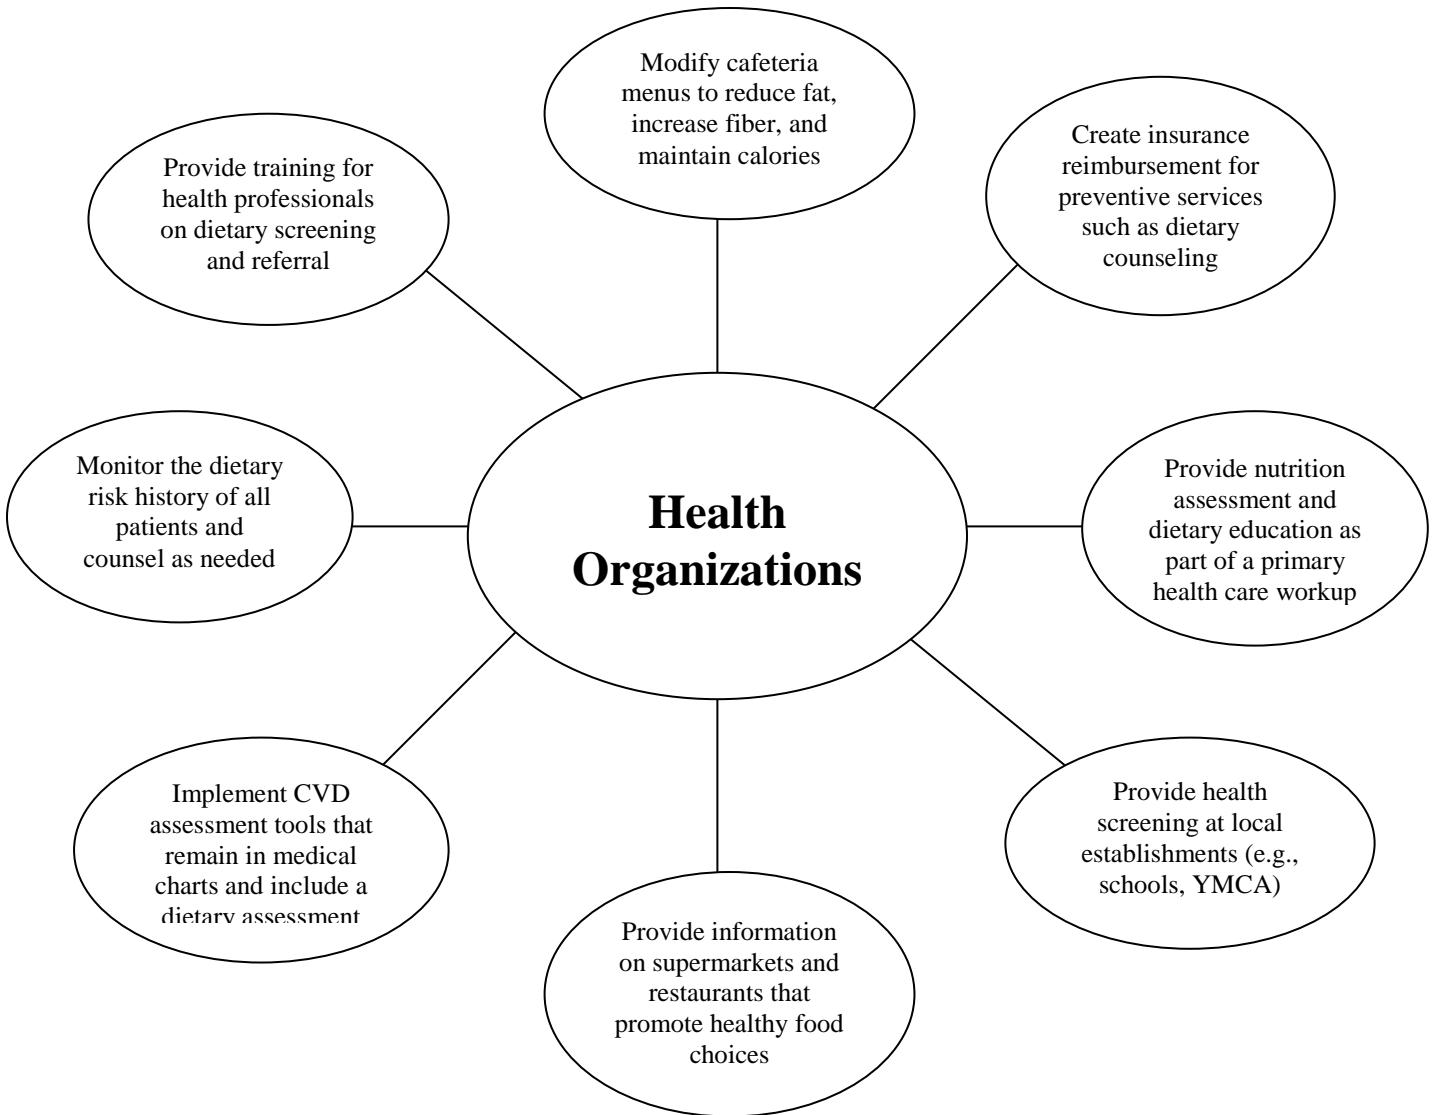 Modify cafeteria
menus to reduce fat,
increase fiber, and
maintain calories
Create insurance
reimbursement for
preventive services
such as dietary
counseling
Provide training for
health professionals
on dietary screening
and referral
Monitor the dietary
risk history of all
patients and
counsel as needed
Health
Organizations
Provide nutrition
assessment and
dietary education as
part of a primary
health care workup
Implement CVD
assessment tools that
remain in medical
charts and include a
dietary assessment
Provide health
screening at local
establishments (e.g.,
schools, YMCA)
Provide information
on supermarkets and
restaurants that
promote healthy food
choices